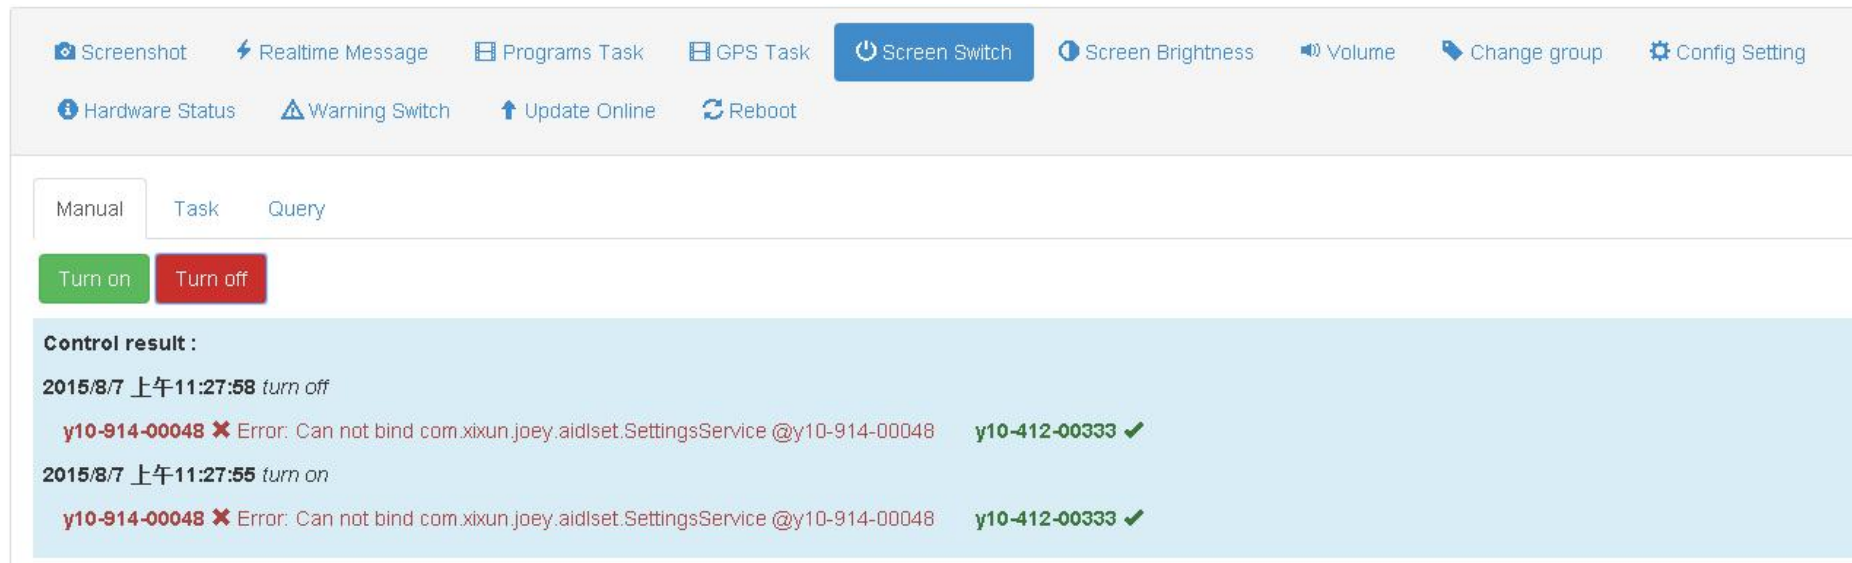 Screenshot Realtime Message Programs Task GPS Task Screen Switch Screen Brightness Volume Change group Config Setting
Hardware Status Warning Switch Update Online Reboot
Manual Task Query
Turn on Turn off
Control result :
2015/8/7 上午11:27:58 turn off
y10-914-00048 ✖ Error: Can not bind com.xixun.joey.aidlset.SettingsService @y10-914-00048 y10-412-00333 ✔
2015/8/7 上午11:27:55 turn on
y10-914-00048 ✖ Error: Can not bind com.xixun.joey.aidlset.SettingsService @y10-914-00048 y10-412-00333 ✔